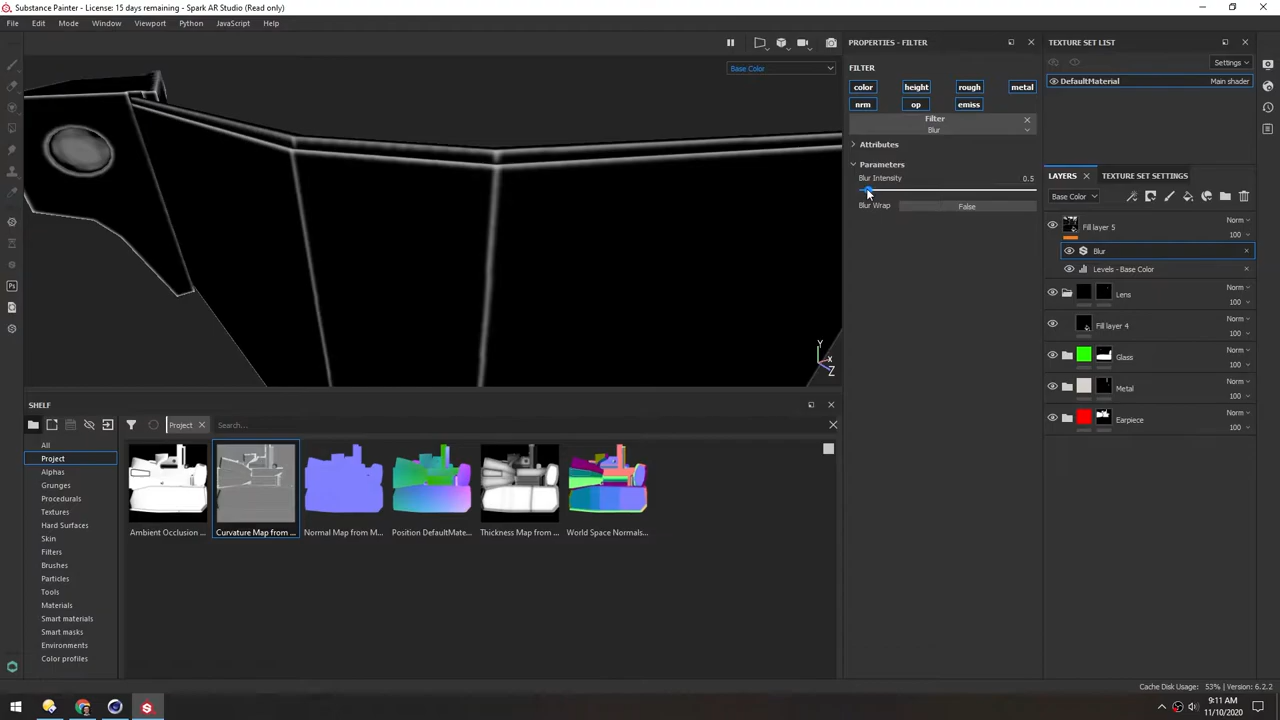 Substance Painter - License: 15 days remaining - Spark AR Studio (Read only)
File Edit Mode Window Viewport Python JavaScript Help
Base Color
PROPERTIES - FILTER
FILTER
color height rough metal
nrm op emiss
Filter
Blur
Attributes
Parameters
Blur Intensity 0.5
Blur Wrap False
TEXTURE SET LIST
Settings
DefaultMaterial Main shader
LAYERS TEXTURE SET SETTINGS
Base Color
Fill layer 5 Norm
100
Blur
Levels - Base Color
Lens Norm
100
Fill layer 4 Norm
100
Glass Norm
100
Metal Norm
100
Earpiece Norm
100
Y
X
Z
Ps
SHELF
Project Search...
All
Project
Alphas
Grunges
Procedurals
Textures
Hard Surfaces
Skin
Filters
Brushes
Particles
Tools
Materials
Smart materials
Smart masks
Environments
Color profiles
Ambient Occlusion ... Curvature Map from ... Normal Map from M... Position DefaultMate... Thickness Map from ... World Space Normals...
Cache Disk Usage: 53% | Version: 6.2.2
9:11 AM
11/10/2020